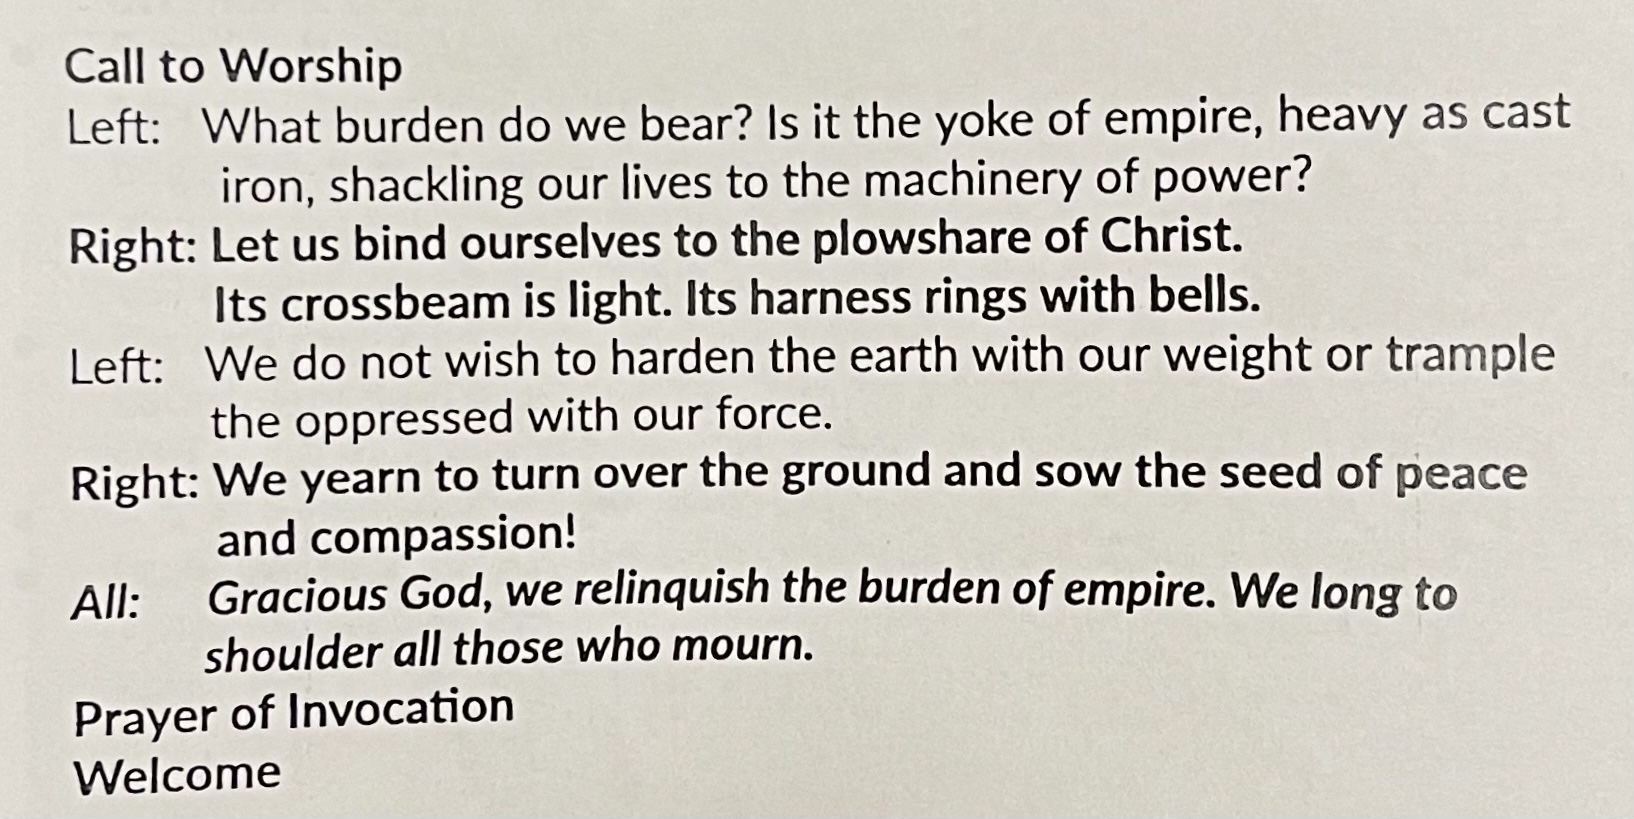 Call to Worship
Left: What burden do we bear? Is it the yoke of empire, heavy as cast
iron, shackling our lives to the machinery of power?
Right: Let us bind ourselves to the plowshare of Christ.
Its crossbeam is light. Its harness rings with bells.
Left: We do not wish to harden the earth with our weight or trample
the oppressed with our force.
Right: We yearn to turn over the ground and sow the seed of peace
and compassion!
All: Gracious God, we relinquish the burden of empire. We long to
shoulder all those who mourn.
Prayer of Invocation
Welcome